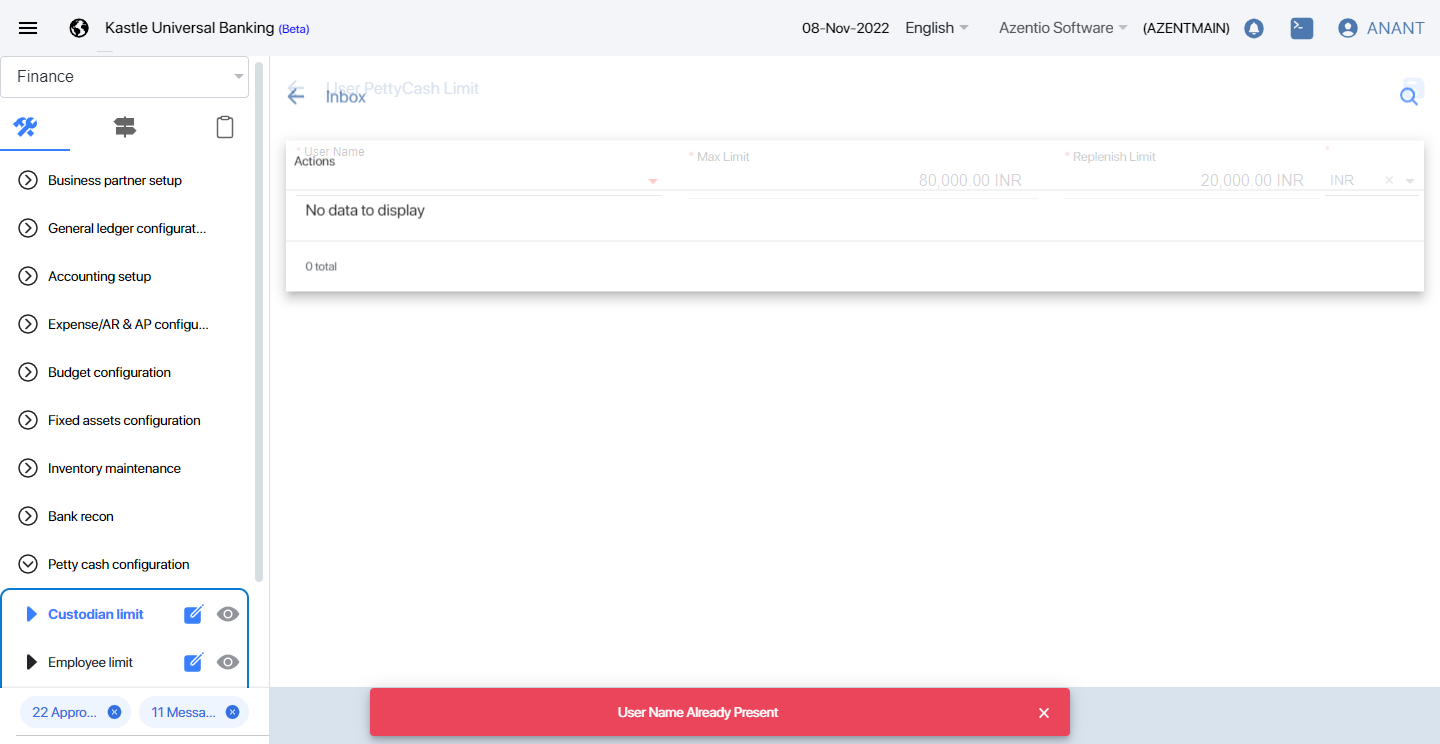 Kastle Universal Banking (Beta)
08-Nov-2022
English
Azentio Software
(AZENTMAIN)
ANANT
Finance
Business partner setup
General ledger configurat...
Accounting setup
Expense/AR & AP configu...
Budget configuration
Fixed assets configuration
Inventory maintenance
Bank recon
Petty cash configuration
Custodian limit
Employee limit
22 Appro...
11 Messa...
User PettyCash Limit
Inbox
* User Name
Actions
* Max Limit
* Replenish Limit
*
80,000.00 INR
20,000.00 INR
INR
No data to display
0 total
User Name Already Present